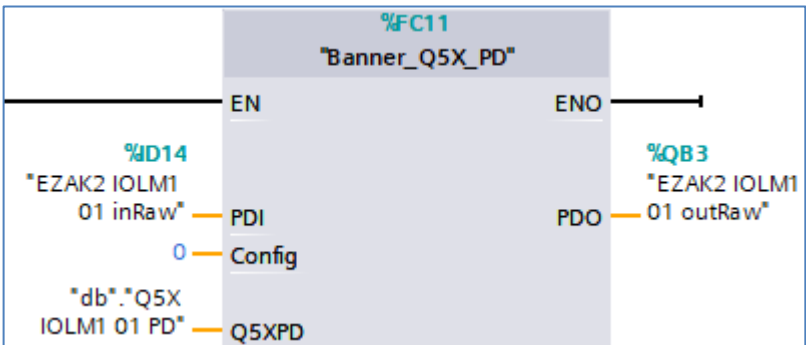 %FC11
"Banner_Q5X_PD"
EN ENO
%ID14 %QB3
"EZAK2 IOLM1 "EZAK2 IOLM1
01 inRaw" PDI PDO 01 outRaw"
0 Config
"db"."Q5X
IOLM1 01 PD" Q5XPD